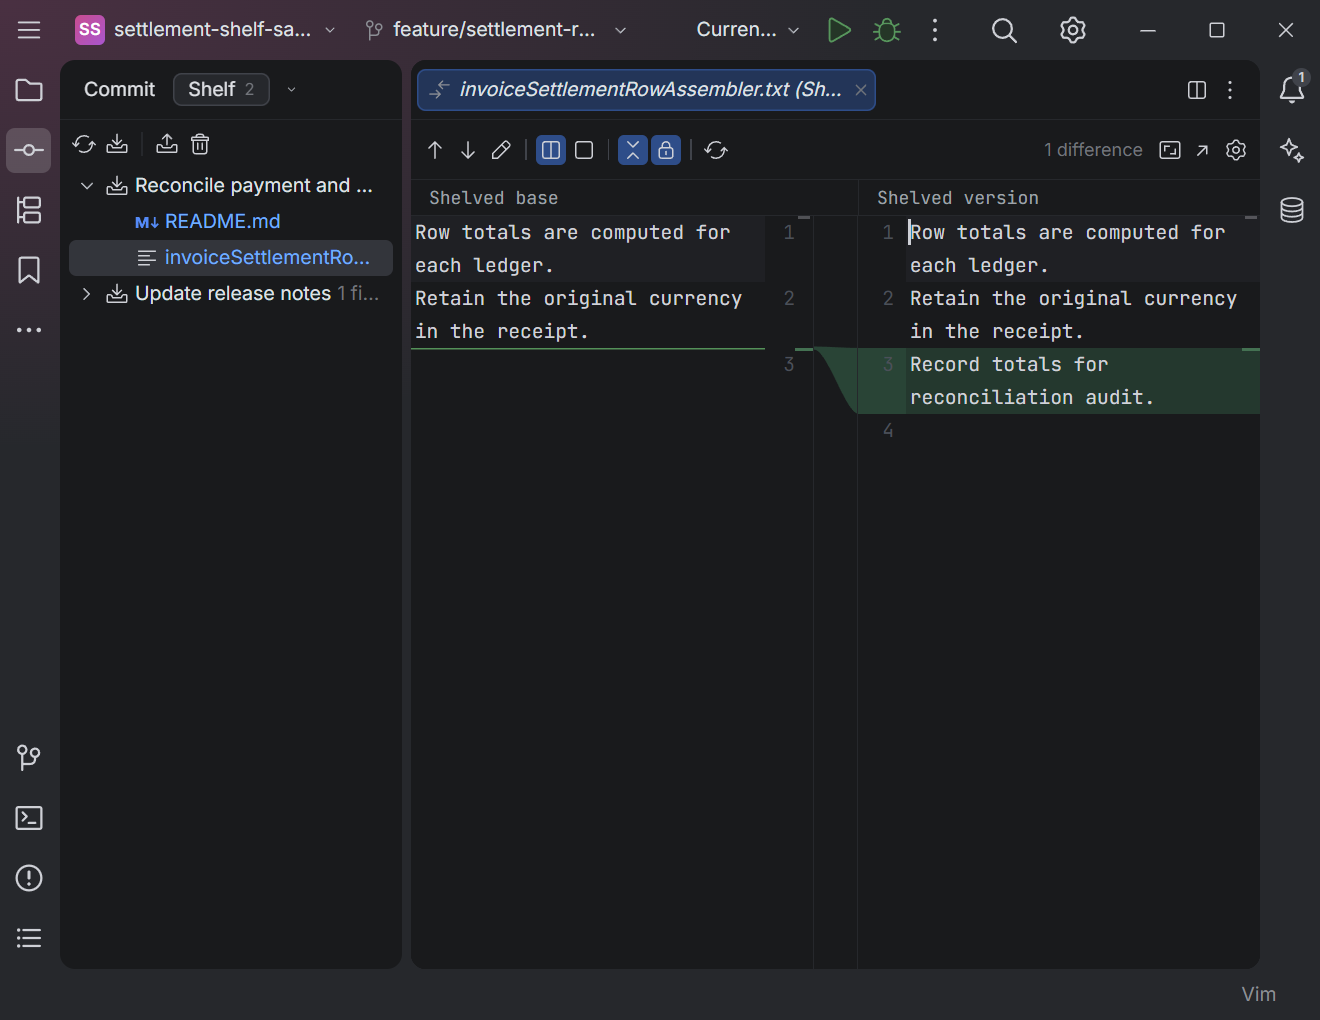 SS settlement-shelf-sa... feature/settlement-r... Curren...
Commit Shelf 2
invoiceSettlementRowAssembler.txt (Sh...
1
1 difference
Reconcile payment and ...
M↓ README.md
invoiceSettlementRo...
Update release notes 1 fi...
Shelved base
Row totals are computed for 1
each ledger.
Retain the original currency 2
in the receipt.
3
Shelved version
1 Row totals are computed for
each ledger.
2 Retain the original currency
in the receipt.
3 Record totals for
reconciliation audit.
4
Vim